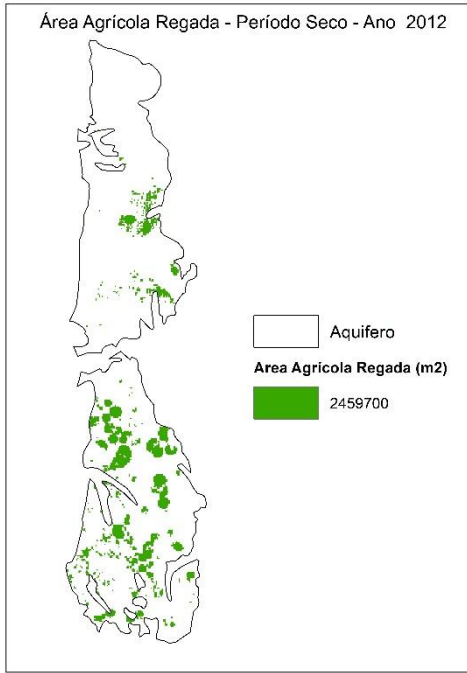 Área Agrícola Regada - Período Seco - Ano 2012
Aquifero
Area Agrícola Regada (m2)
2459700